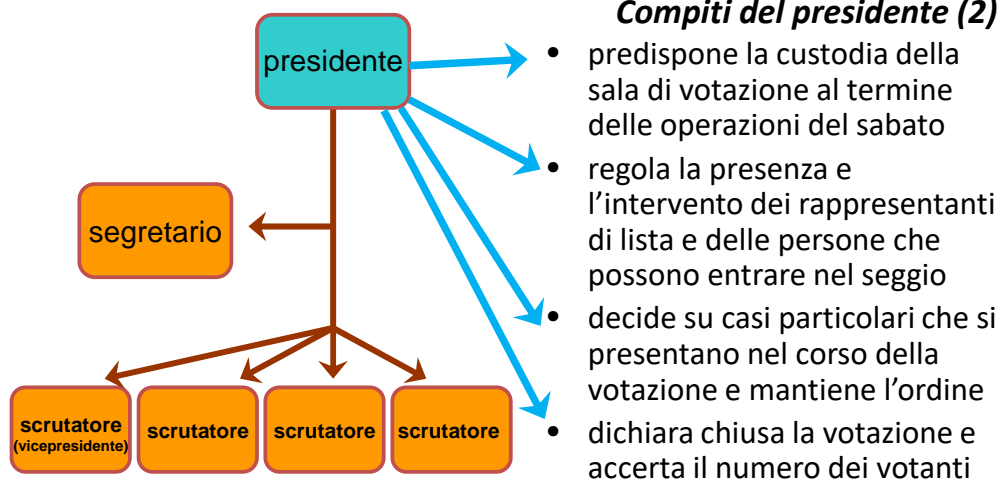 Compiti del presidente (2)
presidente
segretario
scrutatore
(vicepresidente)
scrutatore
scrutatore
scrutatore
• predispone la custodia della
sala di votazione al termine
delle operazioni del sabato
• regola la presenza e
l’intervento dei rappresentanti
di lista e delle persone che
possono entrare nel seggio
• decide su casi particolari che si
presentano nel corso della
votazione e mantiene l’ordine
• dichiara chiusa la votazione e
accerta il numero dei votanti